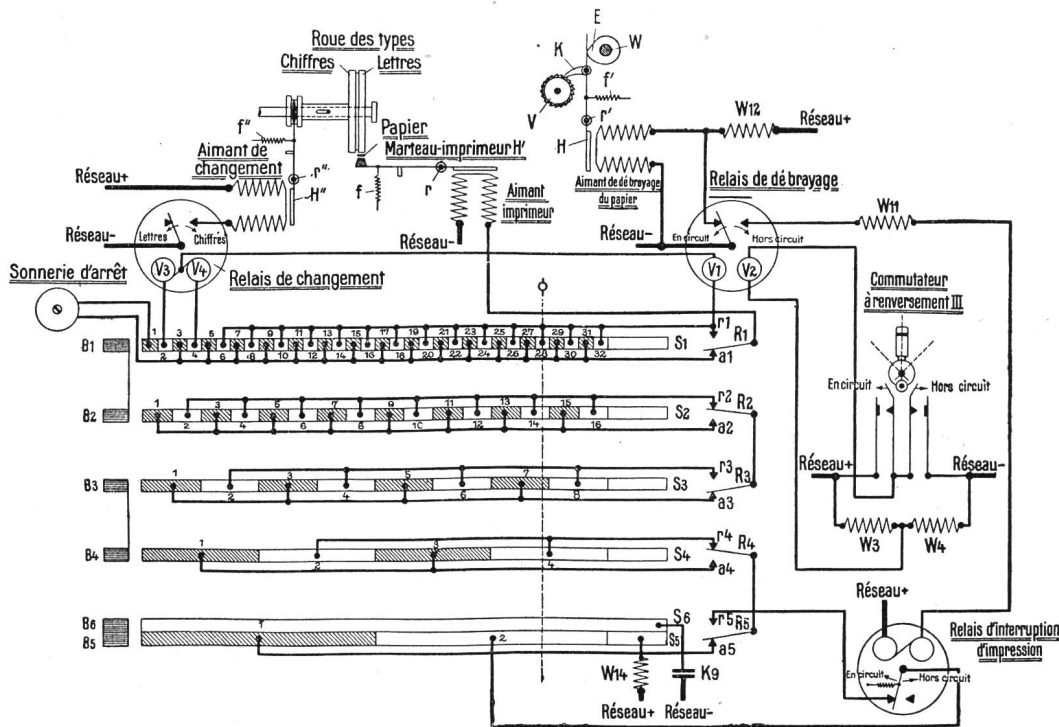 Roue des types
Chiffres Lettres
E
W
K
V
f'
r'
H
W12
Réseau+
f"
Aimant de changement
r"
H"
Papier
Marteau-imprimeur H'
f
r
Aimant imprimeur
Aimant de débrayage du papier
Relais de débrayage
W11
Réseau+
Réseau-
Lettres
Chiffres
V3
V4
Relais de changement
Réseau-
Réseau-
En circuit
Hors circuit
V1
V2
Sonnerie d'arrêt
Commutateur à renversement III
En circuit
Hors circuit
B1
1 3 5 7 9 11 13 15 17 19 21 23 25 27 29 31
2 4 6 8 10 12 14 16 18 20 22 24 26 28 30 32
S1
r1
R1
a1
B2
1 3 5 7 9 11 13 15
2 4 6 8 10 12 14 16
S2
r2
R2
a2
B3
1 3 5 7
2 4 6 8
S3
r3
R3
a3
Réseau+
Réseau-
W3
W4
B4
1 3
2 4
S4
r4
R4
a4
B6
B5
1
2
S6
S5
r5
R5
a5
W14
K9
Réseau+
Réseau-
Réseau+
Relais d'interruption d'impression
En circuit
Hors circuit